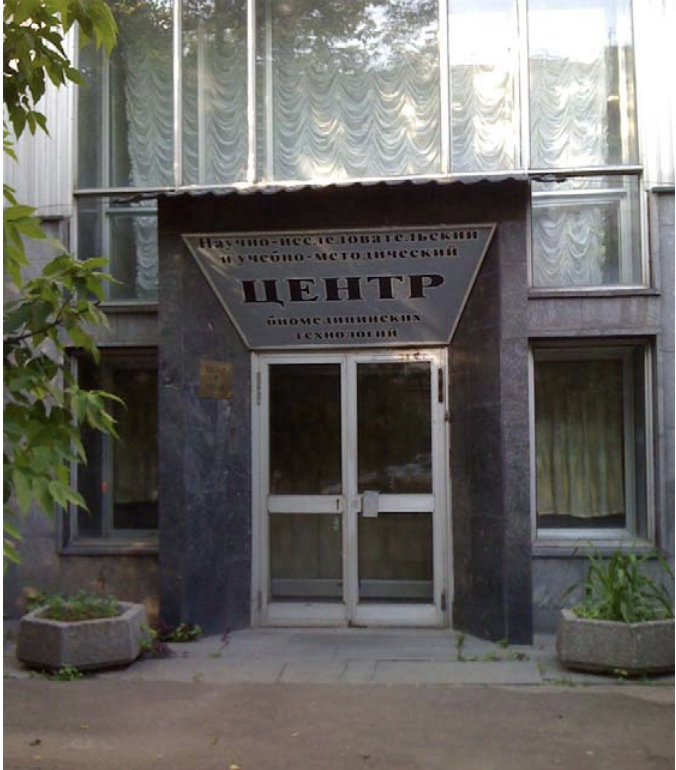 Научно-исследовательский
и учебно-методический
ЦЕНТР
биомедицинских
технологий